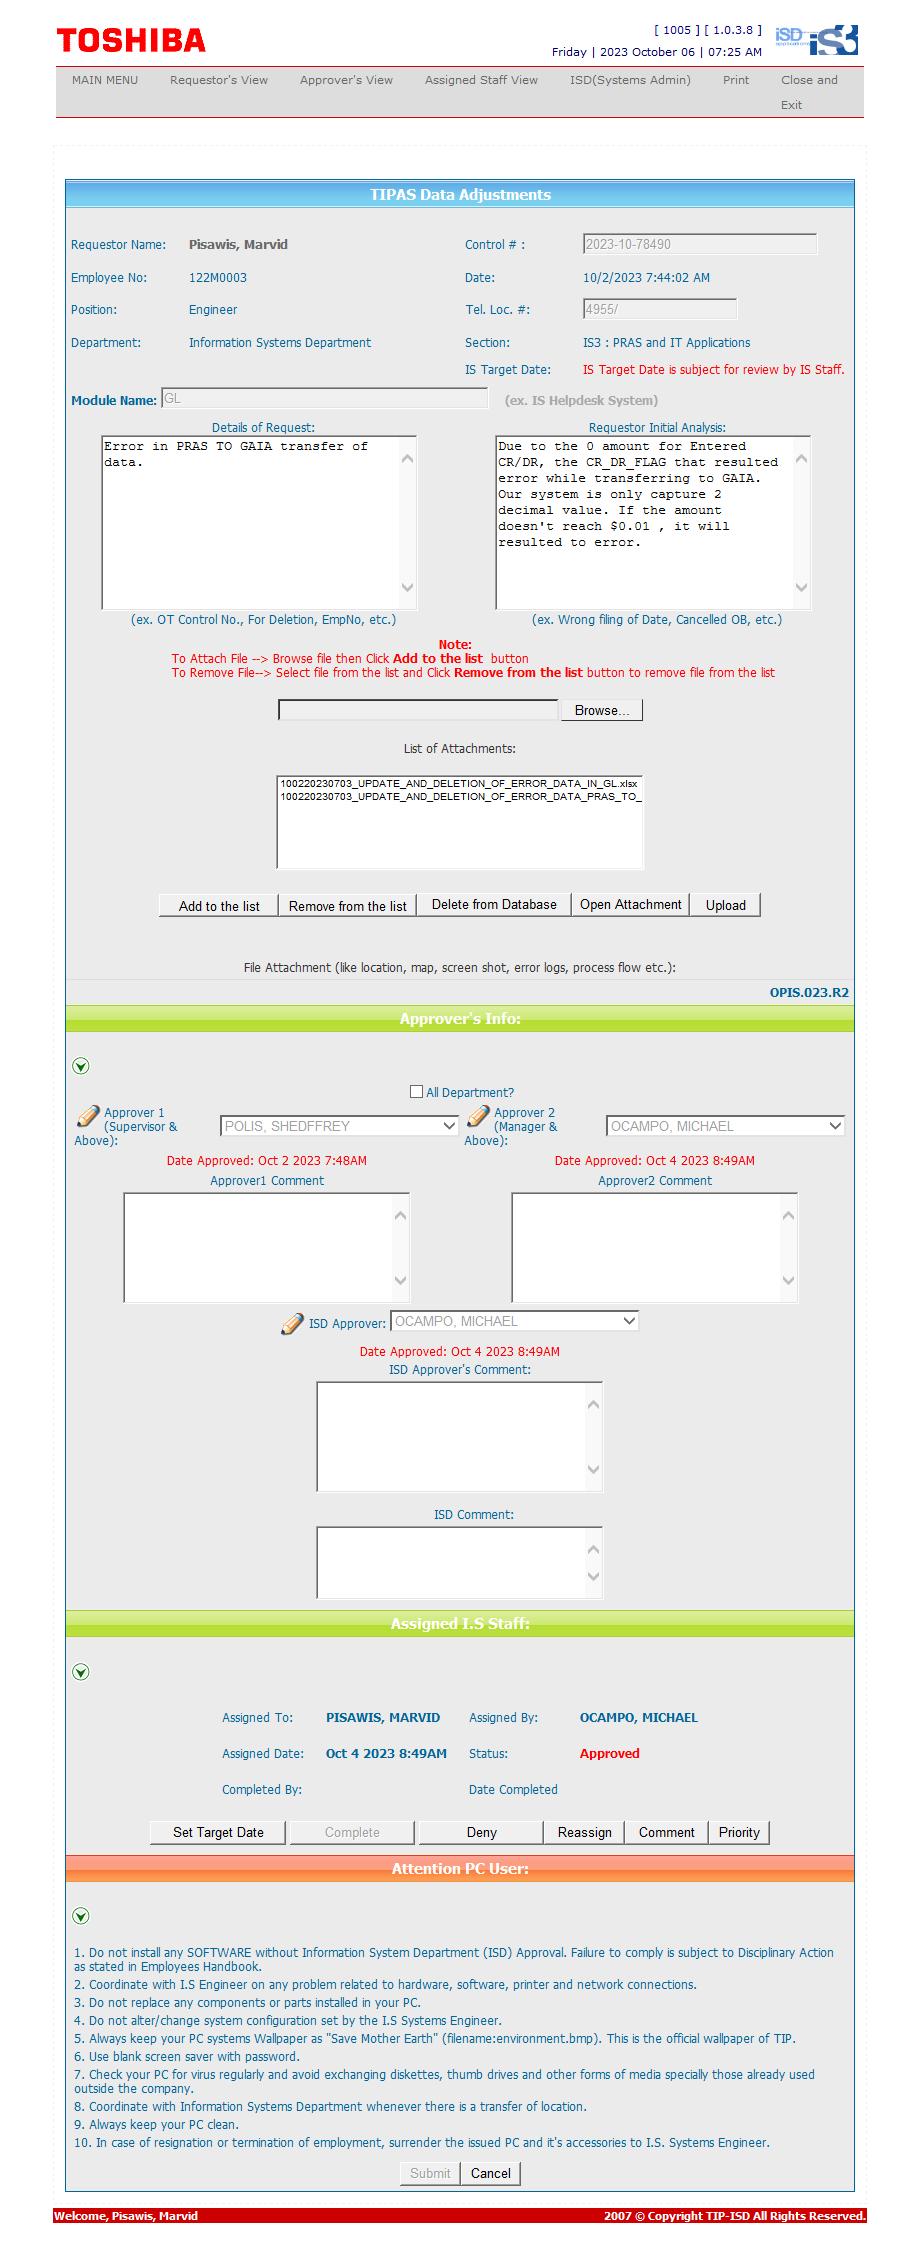 TOSHIBA
[ 1005 ] [ 1.0.3.8 ]
Friday | 2023 October 06 | 07:25 AM
iSD iS3
MAIN MENU Requestor's View Approver's View Assigned Staff View ISD(Systems Admin) Print Close and
Exit
TIPAS Data Adjustments
Requestor Name: Pisawis, Marvid Control # : 2023-10-78490
Employee No: 122M0003 Date: 10/2/2023 7:44:02 AM
Position: Engineer Tel. Loc. #: 4955/
Department: Information Systems Department Section: IS3 : PRAS and IT Applications
IS Target Date: IS Target Date is subject for review by IS Staff.
Module Name: GL (ex. IS Helpdesk System)
Details of Request:
Error in PRAS TO GAIA transfer of
data.
(ex. OT Control No., For Deletion, EmpNo, etc.)
Requestor Initial Analysis:
Due to the 0 amount for Entered
CR/DR, the CR_DR_FLAG that resulted
error while transferring to GAIA.
Our system is only capture 2
decimal value. If the amount
doesn't reach $0.01 , it will
resulted to error.
(ex. Wrong filing of Date, Cancelled OB, etc.)
Note:
To Attach File --> Browse file then Click Add to the list button
To Remove File--> Select file from the list and Click Remove from the list button to remove file from the list
Browse...
List of Attachments:
100220230703_UPDATE_AND_DELETION_OF_ERROR_DATA_IN_GL.xlsx
100220230703_UPDATE_AND_DELETION_OF_ERROR_DATA_PRAS_TO_
Add to the list Remove from the list Delete from Database Open Attachment Upload
File Attachment (like location, map, screen shot, error logs, process flow etc.):
OPIS.023.R2
Approver's Info:
All Department?
Approver 1
(Supervisor &
Above):
POLIS, SHEDFFREY
Approver 2
(Manager &
Above):
OCAMPO, MICHAEL
Date Approved: Oct 2 2023 7:48AM Date Approved: Oct 4 2023 8:49AM
Approver1 Comment Approver2 Comment
ISD Approver: OCAMPO, MICHAEL
Date Approved: Oct 4 2023 8:49AM
ISD Approver's Comment:
ISD Comment:
Assigned I.S Staff:
Assigned To: PISAWIS, MARVID Assigned By: OCAMPO, MICHAEL
Assigned Date: Oct 4 2023 8:49AM Status: Approved
Completed By: Date Completed
Set Target Date Complete Deny Reassign Comment Priority
Attention PC User:
1. Do not install any SOFTWARE without Information System Department (ISD) Approval. Failure to comply is subject to Disciplinary Action
as stated in Employees Handbook.
2. Coordinate with I.S Engineer on any problem related to hardware, software, printer and network connections.
3. Do not replace any components or parts installed in your PC.
4. Do not alter/change system configuration set by the I.S Systems Engineer.
5. Always keep your PC systems Wallpaper as "Save Mother Earth" (filename:environment.bmp). This is the official wallpaper of TIP.
6. Use blank screen saver with password.
7. Check your PC for virus regularly and avoid exchanging diskettes, thumb drives and other forms of media specially those already used
outside the company.
8. Coordinate with Information Systems Department whenever there is a transfer of location.
9. Always keep your PC clean.
10. In case of resignation or termination of employment, surrender the issued PC and it's accessories to I.S. Systems Engineer.
Submit Cancel
Welcome, Pisawis, Marvid 2007 © Copyright TIP-ISD All Rights Reserved.